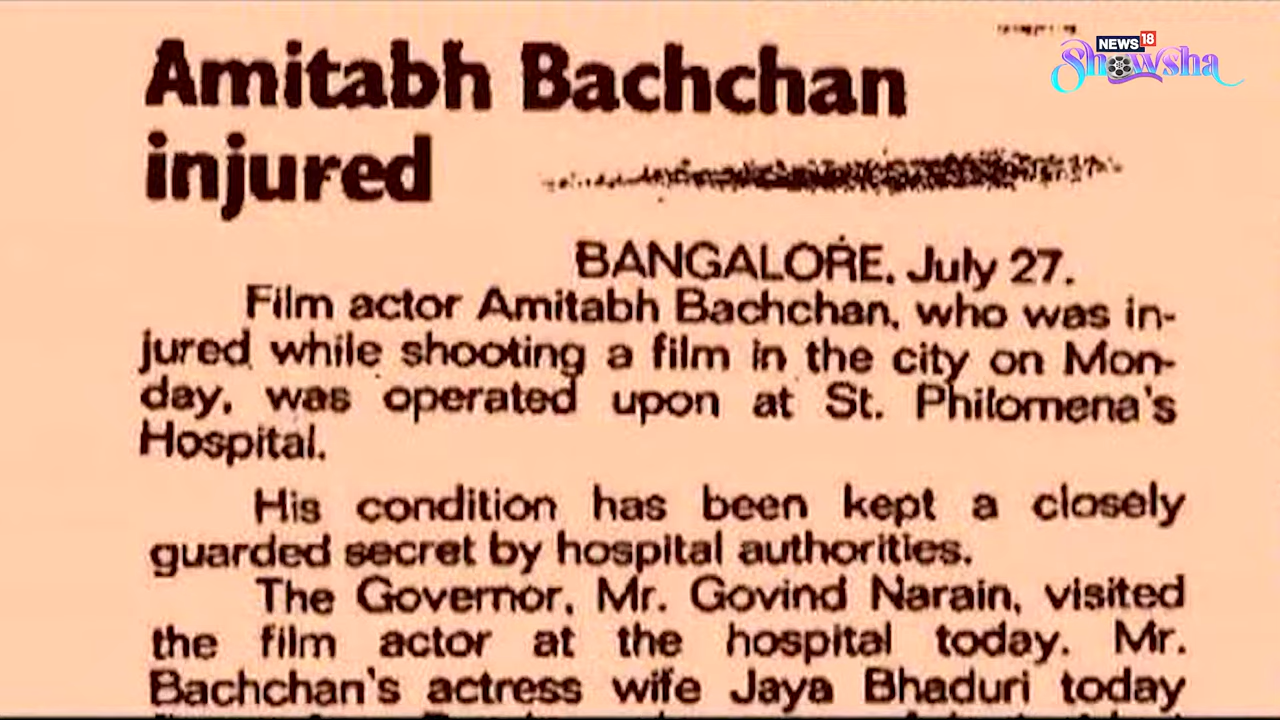 NEWS 18
Showsha
Amitabh Bachchan
injured
BANGALORE, July 27.
Film actor Amitabh Bachchan, who was in-
jured while shooting a film in the city on Mon-
day, was operated upon at St. Philomena's
Hospital.
His condition has been kept a closely
guarded secret by hospital authorities.
The Governor, Mr. Govind Narain, visited
the film actor at the hospital today. Mr.
Bachchan's actress wife Jaya Bhaduri today